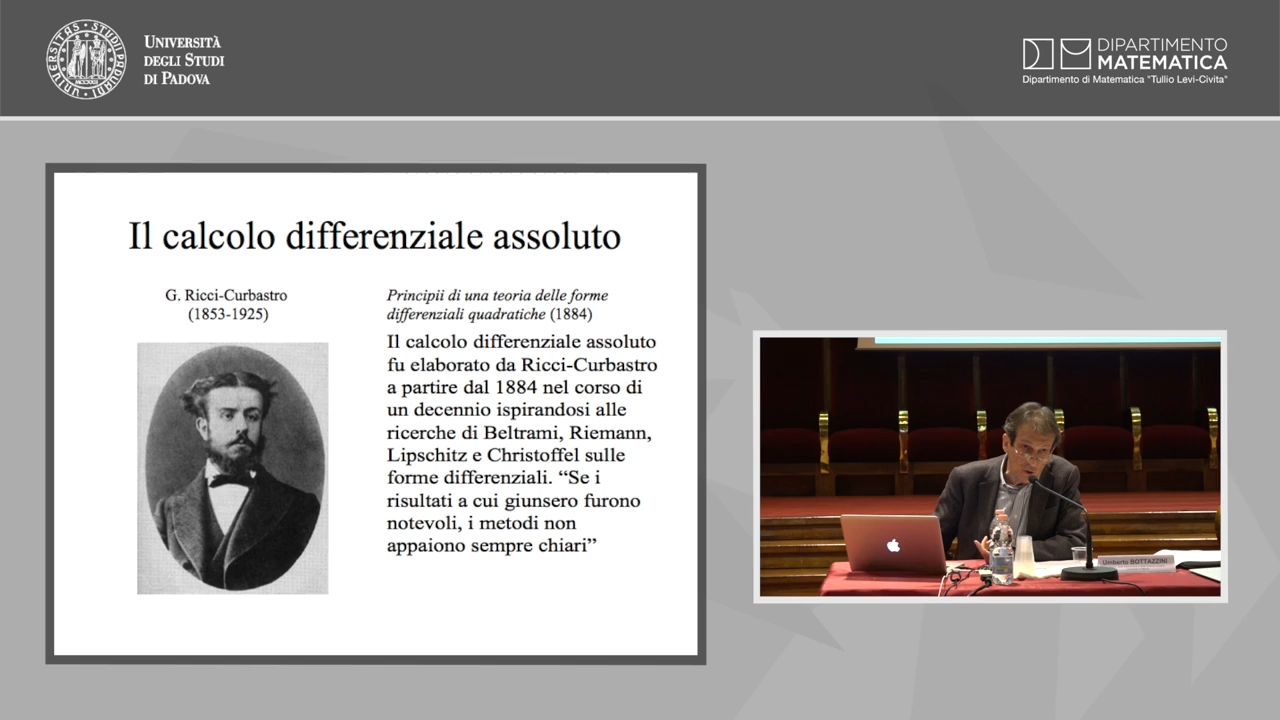 UNIVERSITÀ
DEGLI STUDI
DI PADOVA
DIPARTIMENTO
MATEMATICA
Dipartimento di Matematica "Tullio Levi-Civita"
Il calcolo differenziale assoluto
G. Ricci-Curbastro
(1853-1925)
Principii di una teoria delle forme
differenziali quadratiche (1884)
Il calcolo differenziale assoluto
fu elaborato da Ricci-Curbastro
a partire dal 1884 nel corso di
un decennio ispirandosi alle
ricerche di Beltrami, Riemann,
Lipschitz e Christoffel sulle
forme differenziali. “Se i
risultati a cui giunsero furono
notevoli, i metodi non
appaiono sempre chiari”
Umberto BOTTAZZINI